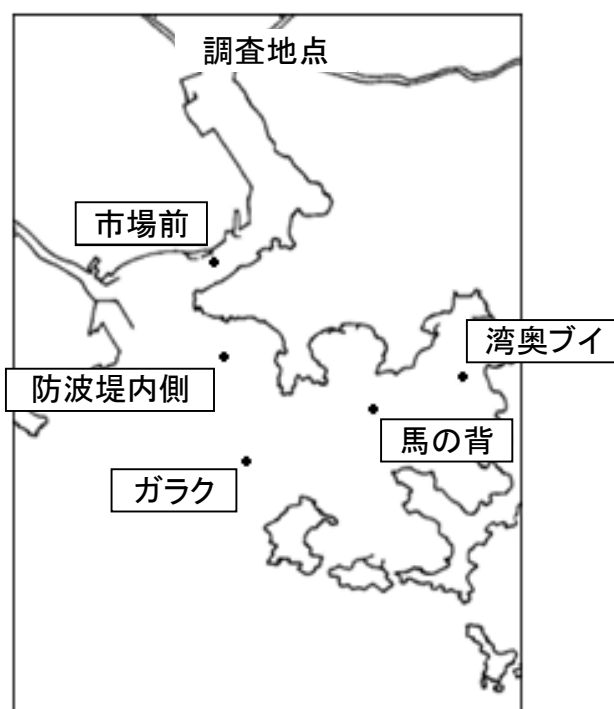 調査地点
市場前
湾奥ブイ
防波堤内側
馬の背
ガラク